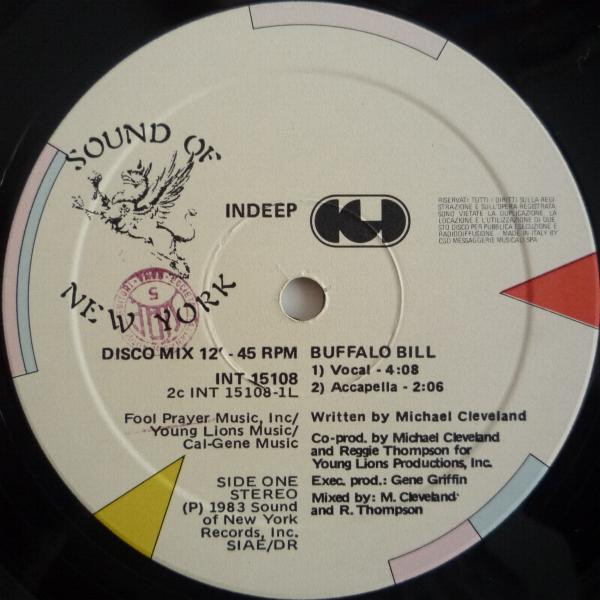 SOUND OF
NEW YORK
INDEEP
RISERVATI TUTTI I DIRITTI SULLA REGI
STRAZIONE E SULL'OPERA REGISTRATA
SONO VIETATE LA DUPLICAZIONE LA
LOCAZIONE E L'UTILIZZAZIONE DI QUE
STO DISCO PER PUBBLICA ESECUZIONE E
RADIODIFFUSIONE - MADE IN ITALY BY
CGD MESSAGGERIE MUSICALI SPA
DISCO MIX 12" - 45 RPM
INT 15108
2c INT 15108-1L
BUFFALO BILL
1) Vocal - 4:08
2) Accapella - 2:06
Fool Prayer Music, Inc/
Young Lions Music/
Cal-Gene Music
Written by Michael Cleveland
Co-prod. by Michael Cleveland
and Reggie Thompson for
Young Lions Productions, Inc.
Exec. prod.: Gene Griffin
Mixed by: M. Cleveland
and R. Thompson
SIDE ONE
STEREO
(P) 1983 Sound
of New York
Records, Inc.
SIAE/DR